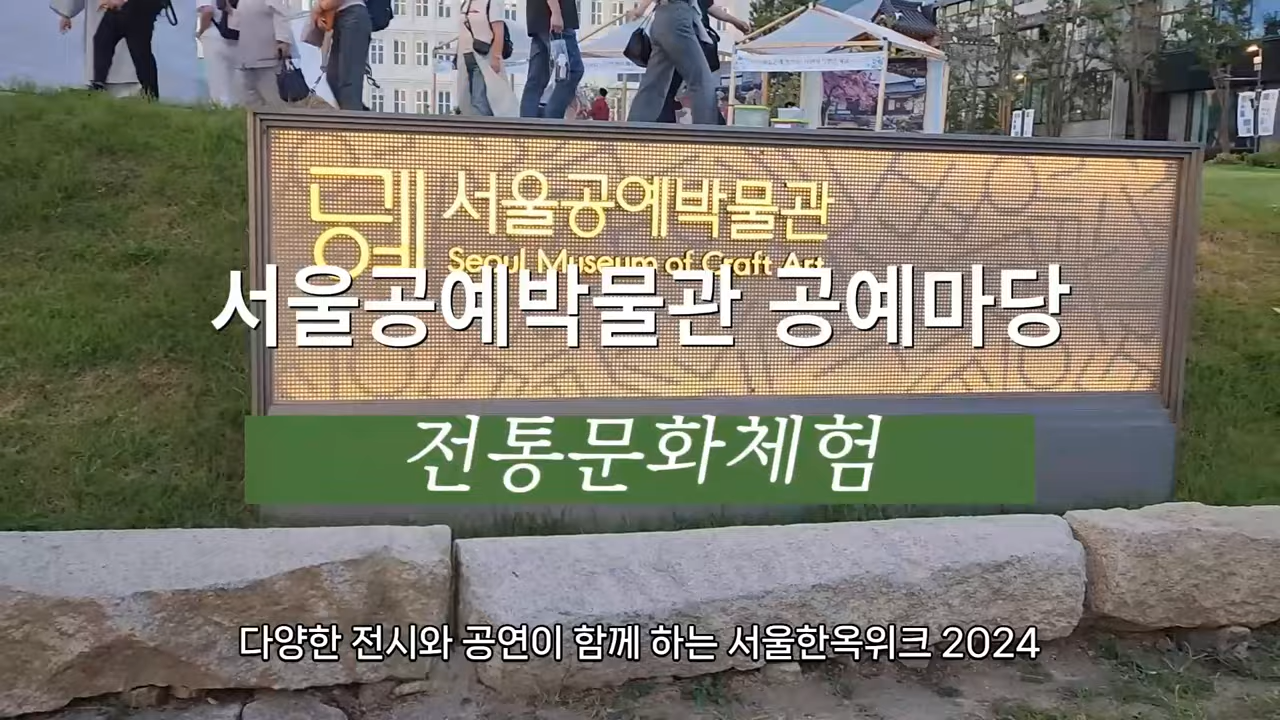 공예
서울공예박물관
Seoul Museum of Craft Art
서울공예박물관 공예마당
전통문화체험
다양한 전시와 공연이 함께 하는 서울한옥위크 2024